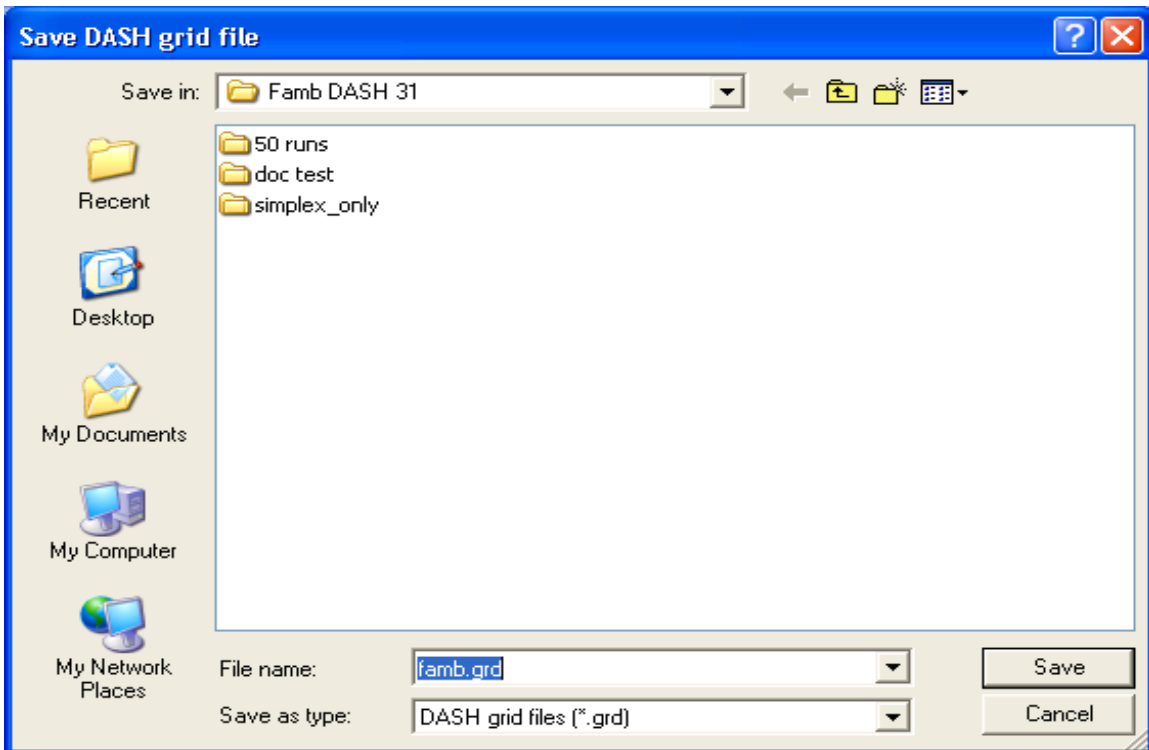 Save DASH grid file
Save in: Famb DASH 31
50 runs
doc test
simplex_only
Recent
Desktop
My Documents
My Computer
My Network
Places
File name: famb.grd Save
Save as type: DASH grid files (*.grd) Cancel